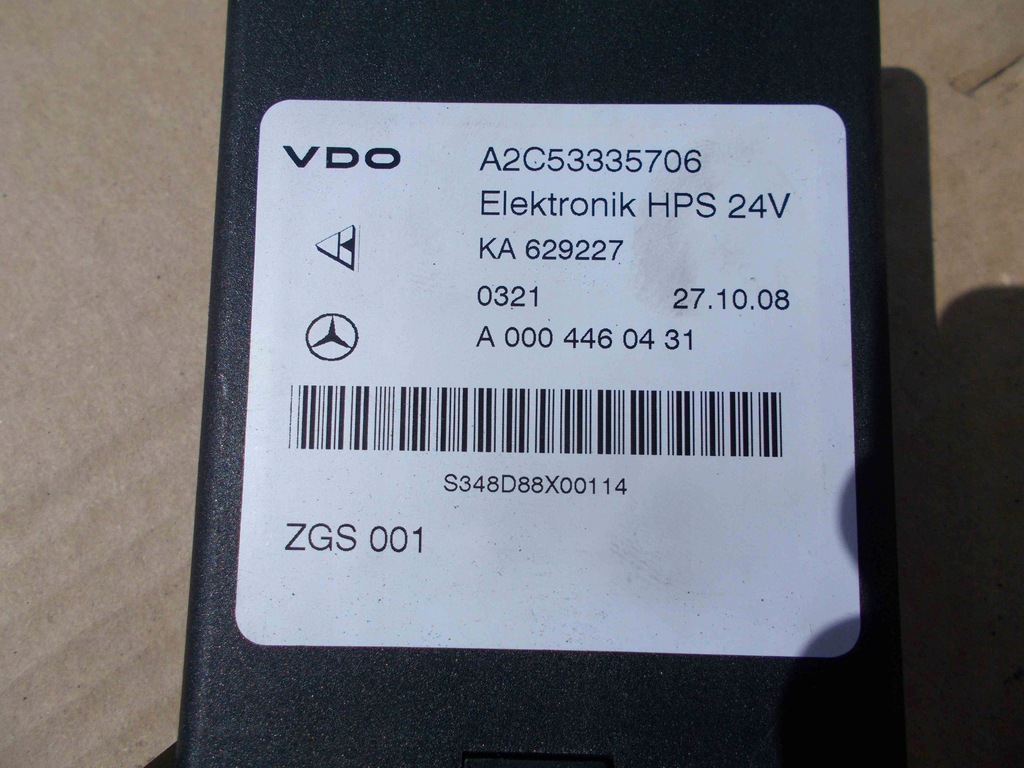 VDO A2C53335706
Elektronik HPS 24V
KA 629227
0321 27.10.08
A 000 446 04 31
S348D88X00114
ZGS 001